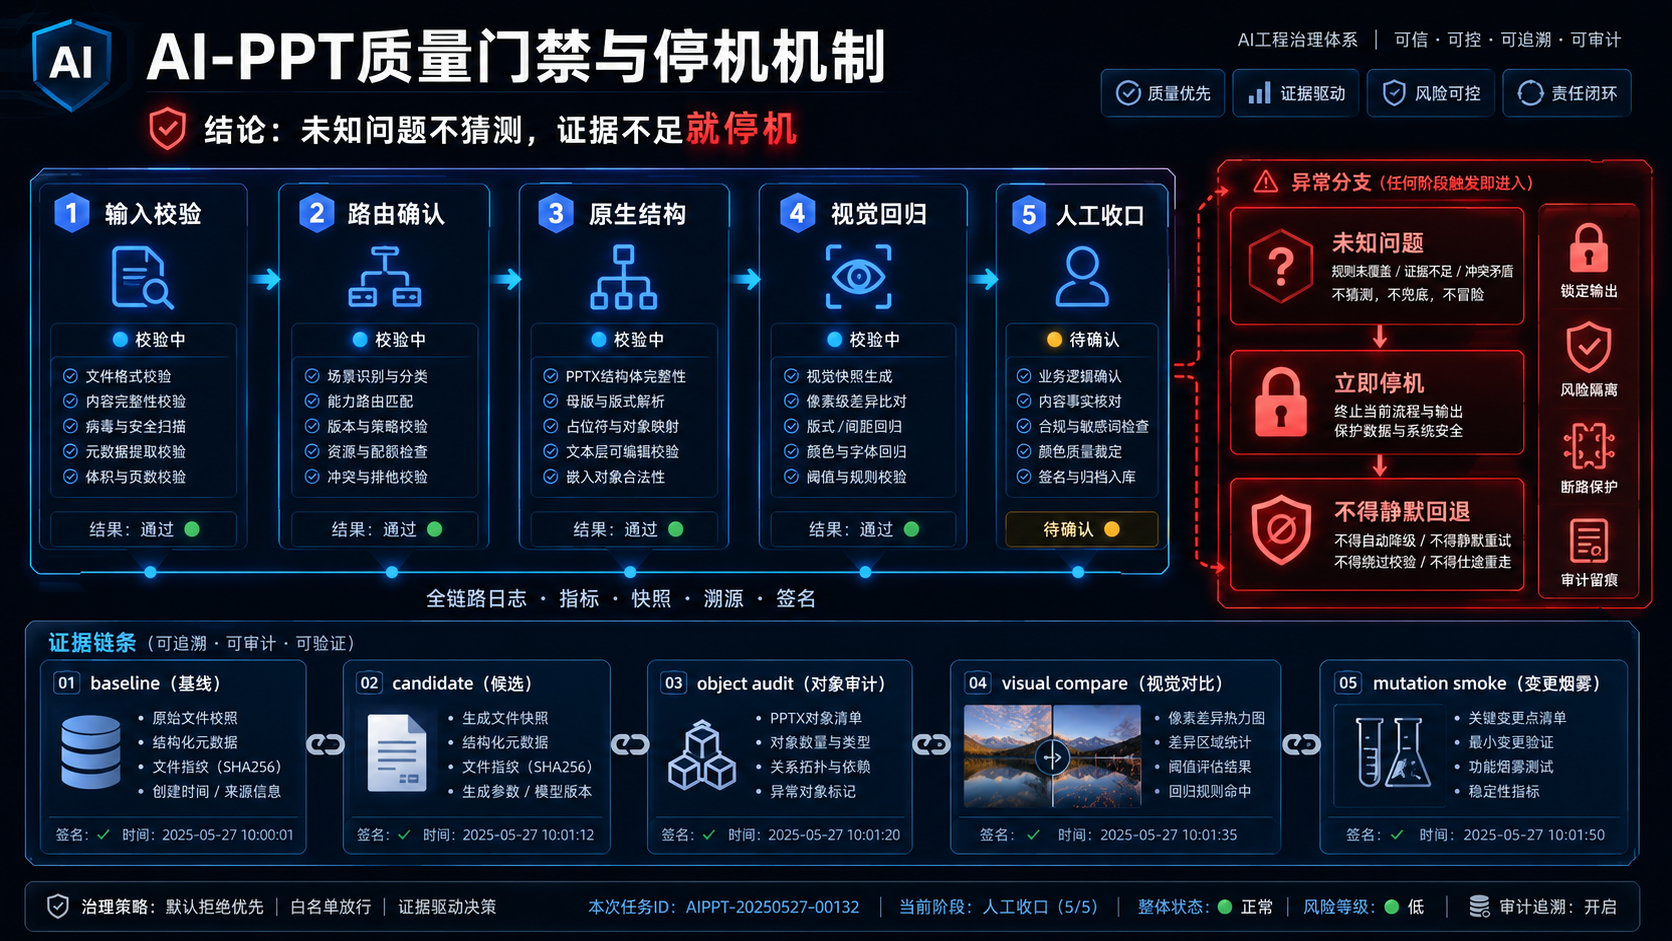 AI
AI-PPT质量门禁与停机机制
结论：未知问题不猜测，证据不足就停机
AI工程治理体系 ｜ 可信 · 可控 · 可追溯 · 可审计
质量优先
证据驱动
风险可控
责任闭环
1 输入校验
校验中
文件格式校验
内容完整性校验
病毒与安全扫描
元数据提取校验
体积与页数校验
结果：通过
2 路由确认
校验中
场景识别与分类
能力路由匹配
版本与策略校验
资源与配额检查
冲突与排他校验
结果：通过
3 原生结构
校验中
PPTX结构体完整性
母版与版式解析
占位符与对象映射
文本层可编辑校验
嵌入对象合法性
结果：通过
4 视觉回归
校验中
视觉快照生成
像素级差异比对
版式/间距回归
颜色与字体回归
阈值与规则校验
结果：通过
5 人工收口
待确认
业务逻辑确认
内容事实核对
合规与敏感词检查
颜色质量裁定
签名与归档入库
待确认
全链路日志 · 指标 · 快照 · 溯源 · 签名
异常分支（任何阶段触发即进入）
?
未知问题
规则未覆盖 / 证据不足 / 冲突矛盾
不猜测，不兜底，不冒险
立即停机
终止当前流程与输出
保护数据与系统安全
不得静默回退
不得自动降级 / 不得静默重试
不得绕过校验 / 不得仕途重走
锁定输出
风险隔离
断路保护
审计留痕
证据链条（可追溯 · 可审计 · 可验证）
01 baseline（基线）
原始文件校照
结构化元数据
文件指纹（SHA256）
创建时间 / 来源信息
签名： 时间：2025-05-27 10:00:01
02 candidate（候选）
生成文件快照
结构化元数据
文件指纹（SHA256）
生成参数 / 模型版本
签名： 时间：2025-05-27 10:01:12
03 object audit（对象审计）
PPTX对象清单
对象数量与类型
关系拓扑与依赖
异常对象标记
签名： 时间：2025-05-27 10:01:20
04 visual compare（视觉对比）
像素差异热力图
差异区域统计
阈值评估结果
回归规则命中
签名： 时间：2025-05-27 10:01:35
05 mutation smoke（变更烟雾）
关键变更点清单
最小变更验证
功能烟雾测试
稳定性指标
签名： 时间：2025-05-27 10:01:50
治理策略：默认拒绝优先 ｜ 白名单放行 ｜ 证据驱动决策
本次任务ID：AIPPT-20250527-00132 ｜ 当前阶段：人工收口（5/5） ｜ 整体状态： 正常 ｜ 风险等级： 低 ｜ 审计追溯：开启